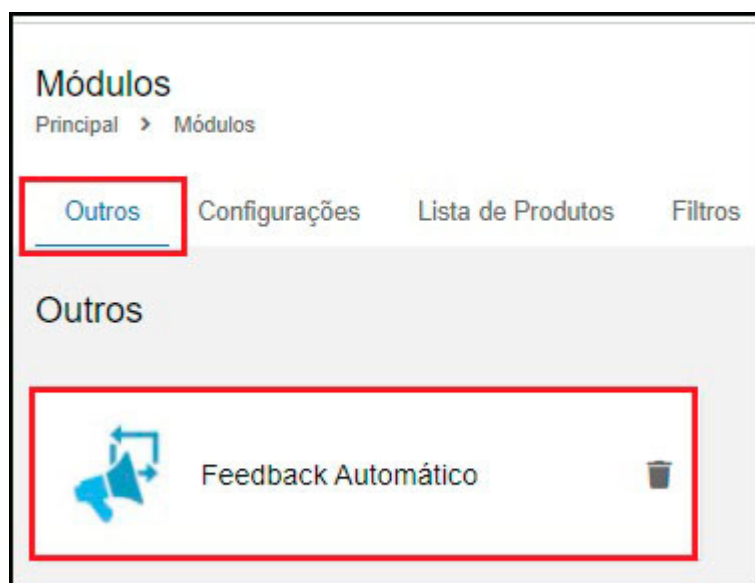 Módulos
Principal > Módulos
Outros Configurações Lista de Produtos Filtros
Outros
Feedback Automático